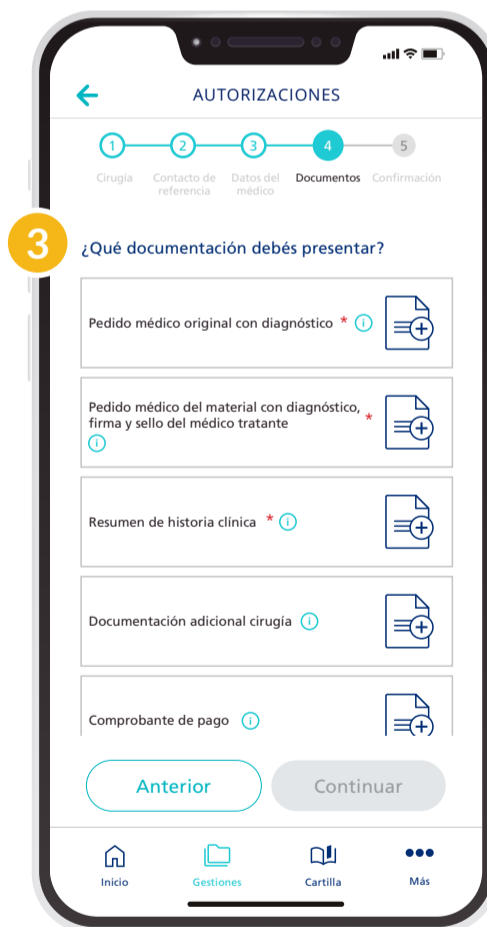 AUTORIZACIONES
1 2 3 4 5
Cirugía Contacto de referencia Datos del médico Documentos Confirmación
3
¿Qué documentación debés presentar?
Pedido médico original con diagnóstico * i
Pedido médico del material con diagnóstico,
firma y sello del médico tratante *
i
Resumen de historia clínica * i
Documentación adicional cirugía i
Comprobante de pago i
Anterior Continuar
Inicio Gestiones Cartilla Más